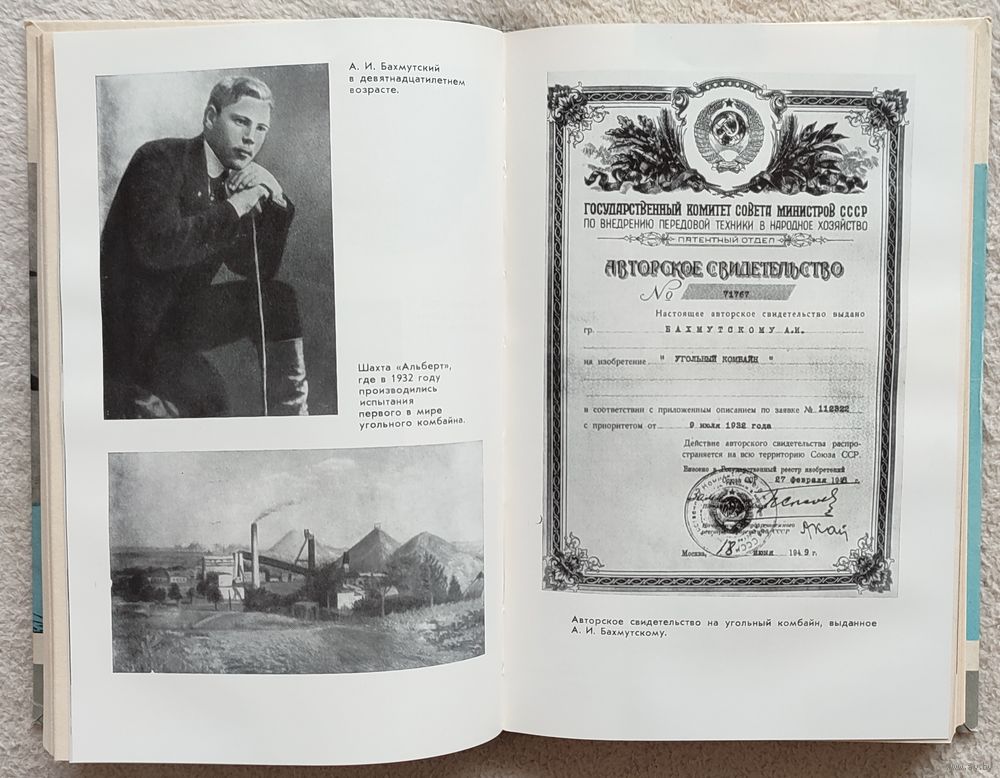 А. И. Бахмутский
в девятнадцатилетнем
возрасте.
Шахта «Альберт»,
где в 1932 году
производились
испытания
первого в мире
угольного комбайна.
ГОСУДАРСТВЕННЫЙ КОМИТЕТ СОВЕТА МИНИСТРОВ СССР
ПО ВНЕДРЕНИЮ ПЕРЕДОВОЙ ТЕХНИКИ В НАРОДНОЕ ХОЗЯЙСТВО
ПАТЕНТНЫЙ ОТДЕЛ
АВТОРСКОЕ СВИДЕТЕЛЬСТВО
№ 71767
Настоящее авторское свидетельство выдано
гр. БАХМУТСКОМУ А.И.
на изобретение " УГОЛЬНЫЙ КОМБАЙН "
в соответствии с приложенным описанием по заявке № 112322
с приоритетом от 9 июля 1932 года
Действие авторского свидетельства распро-
страняется на всю территорию Союза ССР.
Внесено в Государственный реестр изобретений
Союза ССР 27 февраля
Москва, 18 июня 1949 г.
Авторское свидетельство на угольный комбайн, выданное
А. И. Бахмутскому.